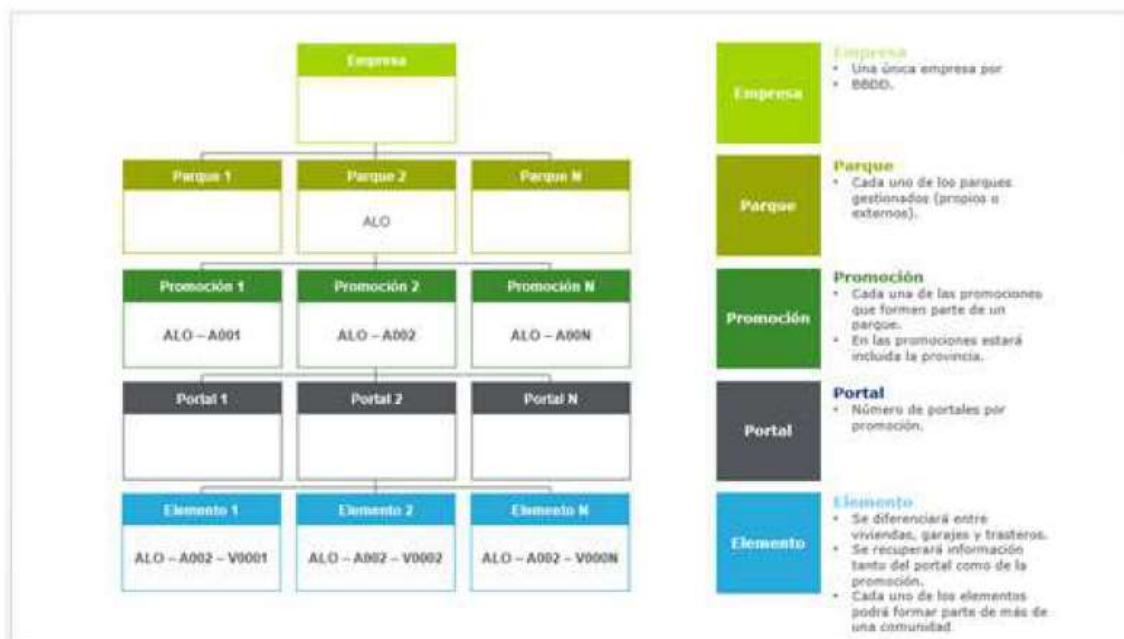 Empresa
Parque 1
Parque 2
Parque N
ALO
Promoción 1
Promoción 2
Promoción N
ALO – A001
ALO – A002
ALO – A00N
Portal 1
Portal 2
Portal N
Elemento 1
Elemento 2
Elemento N
ALO – A002 – V0001
ALO – A002 – V0002
ALO – A002 – V000N
Empresa
Empresa
• Una única empresa por
• BBDD.
Parque
Parque
• Cada uno de los parques
gestionados (propios o
externos).
Promoción
Promoción
• Cada una de las promociones
que formen parte de un
parque.
• En las promociones estará
incluida la provincia.
Portal
Portal
• Número de portales por
promoción.
Elemento
Elemento
• Se diferenciará entre
viviendas, garajes y trasteros.
• Se recuperará información
tanto del portal como de la
promoción.
• Cada uno de los elementos
podrá formar parte de más de
una comunidad